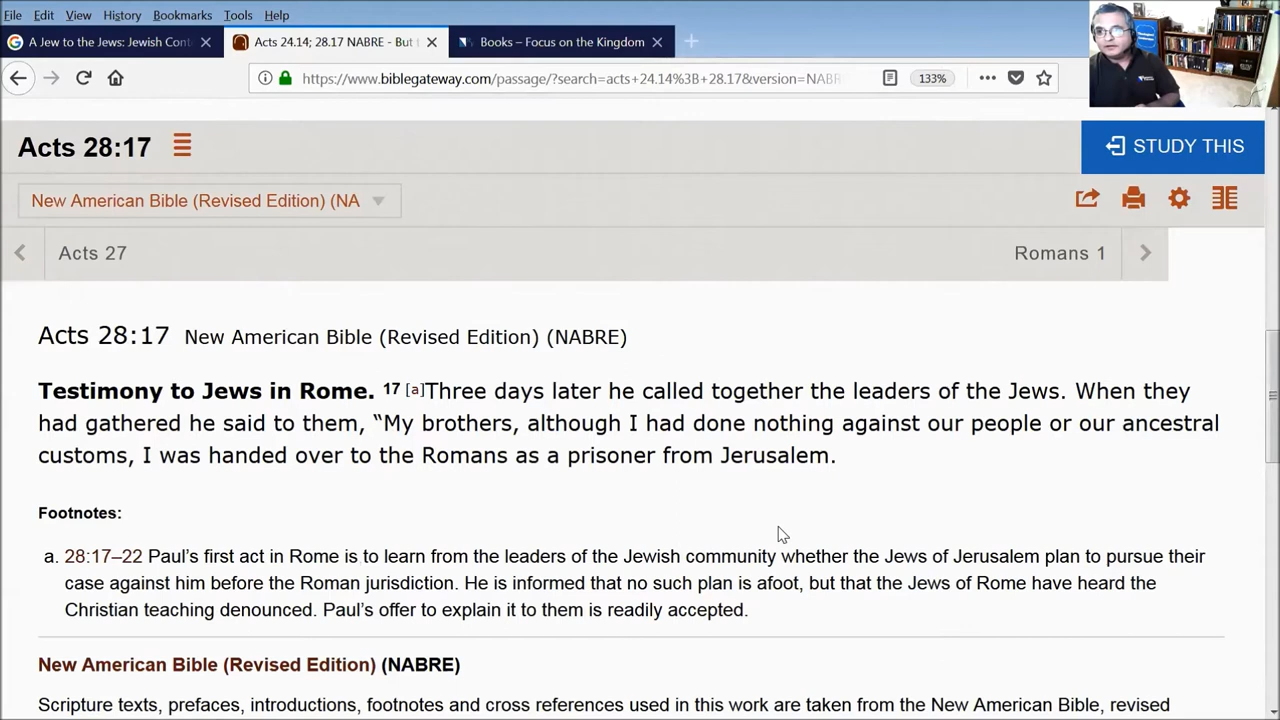 File Edit View History Bookmarks Tools Help
A Jew to the Jews: Jewish Cont
Acts 24.14; 28.17 NABRE - But
Books – Focus on the Kingdom
https://www.biblegateway.com/passage/?search=acts+24.14%3B+28.17&version=NABR
133%
Acts 28:17
STUDY THIS
New American Bible (Revised Edition) (NA
Acts 27
Romans 1
Acts 28:17 New American Bible (Revised Edition) (NABRE)
Testimony to Jews in Rome. 17 [a]Three days later he called together the leaders of the Jews. When they
had gathered he said to them, “My brothers, although I had done nothing against our people or our ancestral
customs, I was handed over to the Romans as a prisoner from Jerusalem.
Footnotes:
a. 28:17–22 Paul’s first act in Rome is to learn from the leaders of the Jewish community whether the Jews of Jerusalem plan to pursue their
case against him before the Roman jurisdiction. He is informed that no such plan is afoot, but that the Jews of Rome have heard the
Christian teaching denounced. Paul’s offer to explain it to them is readily accepted.
New American Bible (Revised Edition) (NABRE)
Scripture texts, prefaces, introductions, footnotes and cross references used in this work are taken from the New American Bible, revised